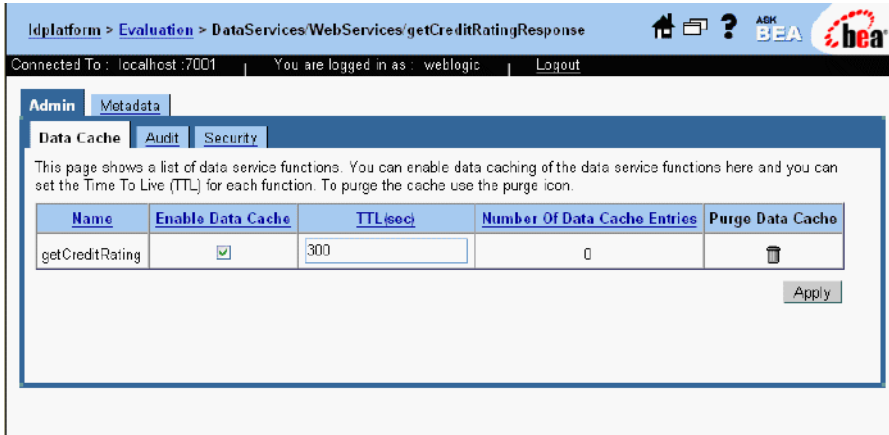 ldplatform > Evaluation > DataServices/WebServices/getCreditRatingResponse
?
ASK BEA
bea
Connected To : localhost :7001 | You are logged in as : weblogic | Logout
Admin Metadata
Data Cache Audit Security
This page shows a list of data service functions. You can enable data caching of the data service functions here and you can
set the Time To Live (TTL) for each function. To purge the cache use the purge icon.
Name Enable Data Cache TTL(sec) Number Of Data Cache Entries Purge Data Cache
getCreditRating 300 0
Apply